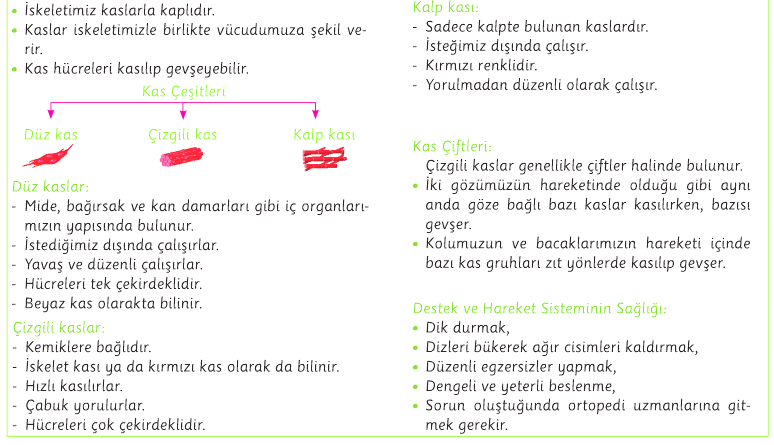 • İskeletimiz kaslarla kaplıdır.
• Kaslar iskeletimizle birlikte vücudumuza şekil ve-
rir.
• Kas hücreleri kasılıp gevşeyebilir.
Kas Çeşitleri
Düz kas Çizgili kas Kalp kası
Düz kaslar:
- Mide, bağırsak ve kan damarları gibi iç organları-
mızın yapısında bulunur.
- İstediğimiz dışında çalışırlar.
- Yavaş ve düzenli çalışırlar.
- Hücreleri tek çekirdeklidir.
- Beyaz kas olarakta bilinir.
Çizgili kaslar:
- Kemiklere bağlıdır.
- İskelet kası ya da kırmızı kas olarak da bilinir.
- Hızlı kasılırlar.
- Çabuk yorulurlar.
- Hücreleri çok çekirdeklidir.
Kalp kası:
- Sadece kalpte bulunan kaslardır.
- İsteğimiz dışında çalışır.
- Kırmızı renklidir.
- Yorulmadan düzenli olarak çalışır.
Kas Çiftleri:
Çizgili kaslar genellikle çiftler halinde bulunur.
• İki gözümüzün hareketinde olduğu gibi aynı
anda göze bağlı bazı kaslar kasılırken, bazısı
gevşer.
• Kolumuzun ve bacaklarımızın hareketi içinde
bazı kas gruhları zıt yönlerde kasılıp gevşer.
Destek ve Hareket Sisteminin Sağlığı:
• Dik durmak,
• Dizleri bükerek ağır cisimleri kaldırmak,
• Düzenli egzersizler yapmak,
• Dengeli ve yeterli beslenme,
• Sorun oluştuğunda ortopedi uzmanlarına git-
mek gerekir.